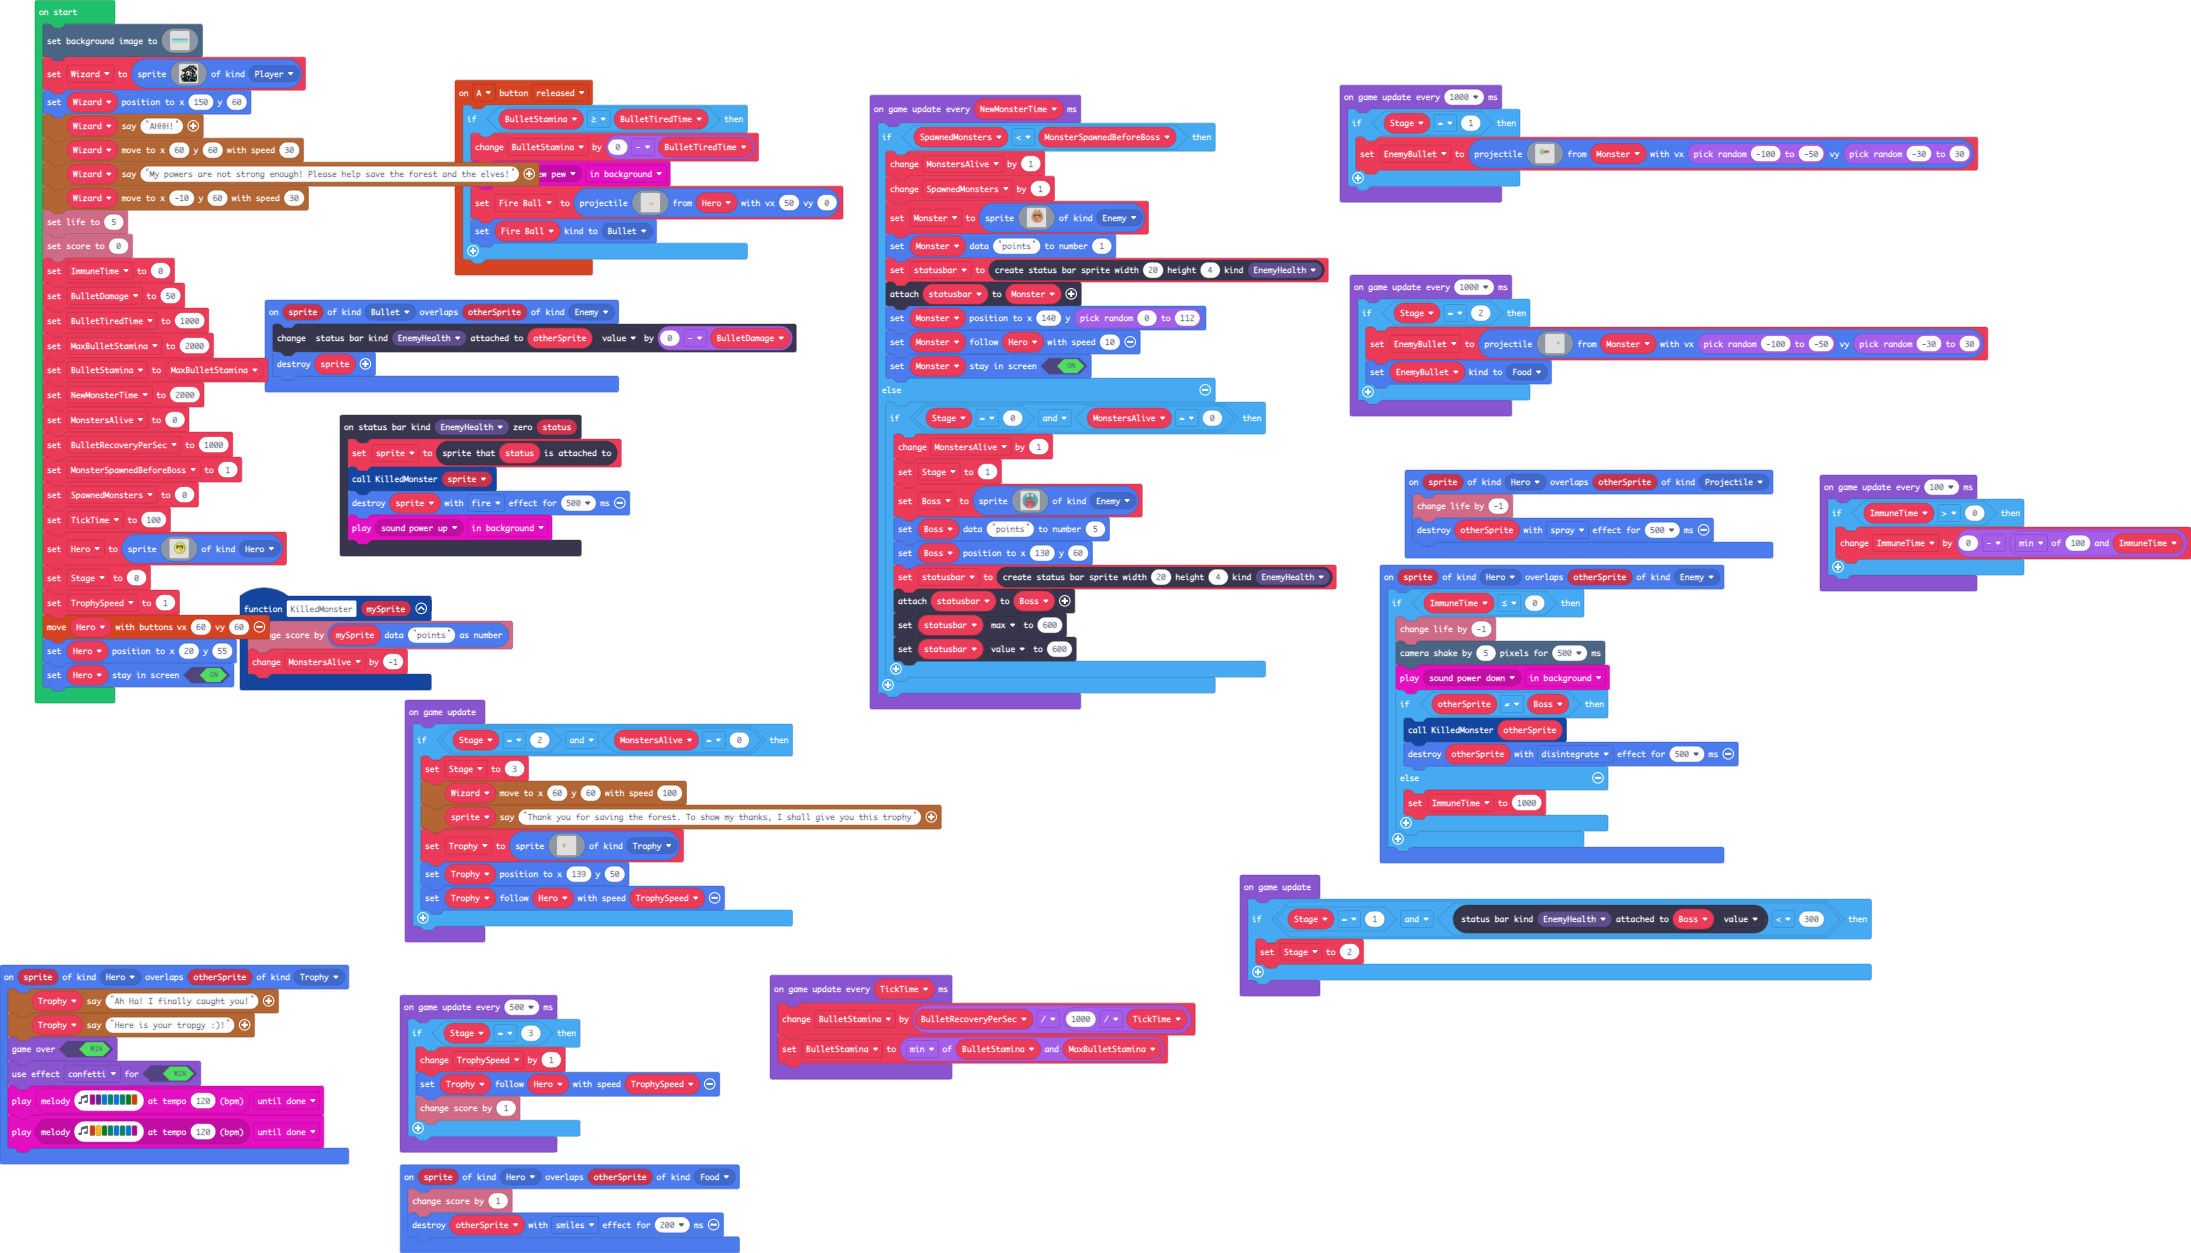 on start
set background image to
set Wizard to sprite of kind Player
set Wizard position to x 150 y 60
Wizard say "AHHH!"
Wizard move to x 60 y 60 with speed 30
Wizard say "My powers are not strong enough! Please help save the forest and the elves!"
Wizard move to x -10 y 60 with speed 30
set life to 5
set score to 0
set ImmuneTime to 0
set BulletDamage to 50
set BulletTiredTime to 1000
set MaxBulletStamina to 2000
set BulletStamina to MaxBulletStamina
set NewMonsterTime to 2000
set MonstersAlive to 0
set BulletRecoveryPerSec to 1000
set MonsterSpawnedBeforeBoss to 1
set SpawnedMonsters to 0
set TickTime to 100
set Hero to sprite of kind Hero
set Stage to 0
set TrophySpeed to 1
move Hero with buttons vx 60 vy 60
set Hero position to x 20 y 55
set Hero stay in screen ON
on A button released
if BulletStamina ≥ BulletTiredTime then
change BulletStamina by 0 - BulletTiredTime
ew pew in background
set Fire Ball to projectile from Hero with vx 50 vy 0
set Fire Ball kind to Bullet
on sprite of kind Bullet overlaps otherSprite of kind Enemy
change status bar kind EnemyHealth attached to otherSprite value by 0 - BulletDamage
destroy sprite
on status bar kind EnemyHealth zero status
set sprite to sprite that status is attached to
call KilledMonster sprite
destroy sprite with fire effect for 500 ms
play sound power up in background
function KilledMonster mySprite
ge score by mySprite data "points" as number
change MonstersAlive by -1
on game update
if Stage = 2 and MonstersAlive = 0 then
set Stage to 3
Wizard move to x 60 y 60 with speed 100
sprite say "Thank you for saving the forest. To show my thanks, I shall give you this trophy"
set Trophy to sprite of kind Trophy
set Trophy position to x 139 y 50
set Trophy follow Hero with speed TrophySpeed
on sprite of kind Hero overlaps otherSprite of kind Trophy
Trophy say "Ah Ha! I finally caught you!"
Trophy say "Here is your tropgy :)!"
game over WIN
use effect confetti for WIN
play melody at tempo 120 (bpm) until done
play melody at tempo 120 (bpm) until done
on game update every 500 ms
if Stage = 3 then
change TrophySpeed by 1
set Trophy follow Hero with speed TrophySpeed
change score by 1
on sprite of kind Hero overlaps otherSprite of kind Food
change score by 1
destroy otherSprite with smiles effect for 200 ms
on game update every TickTime ms
change BulletStamina by BulletRecoveryPerSec / 1000 / TickTime
set BulletStamina to min of BulletStamina and MaxBulletStamina
on game update every NewMonsterTime ms
if SpawnedMonsters < MonsterSpawnedBeforeBoss then
change MonstersAlive by 1
change SpawnedMonsters by 1
set Monster to sprite of kind Enemy
set Monster data "points" to number 1
set statusbar to create status bar sprite width 20 height 4 kind EnemyHealth
attach statusbar to Monster
set Monster position to x 140 y pick random 0 to 112
set Monster follow Hero with speed 10
set Monster stay in screen ON
else
if Stage = 0 and MonstersAlive = 0 then
change MonstersAlive by 1
set Stage to 1
set Boss to sprite of kind Enemy
set Boss data "points" to number 5
set Boss position to x 130 y 60
set statusbar to create status bar sprite width 20 height 4 kind EnemyHealth
attach statusbar to Boss
set statusbar max to 600
set statusbar value to 600
on game update every 1000 ms
if Stage = 1 then
set EnemyBullet to projectile from Monster with vx pick random -100 to -50 vy pick random -30 to 30
on game update every 1000 ms
if Stage = 2 then
set EnemyBullet to projectile from Monster with vx pick random -100 to -50 vy pick random -30 to 30
set EnemyBullet kind to Food
on sprite of kind Hero overlaps otherSprite of kind Projectile
change life by -1
destroy otherSprite with spray effect for 500 ms
on game update every 100 ms
if ImmuneTime > 0 then
change ImmuneTime by 0 - min of 100 and ImmuneTime
on sprite of kind Hero overlaps otherSprite of kind Enemy
if ImmuneTime ≤ 0 then
change life by -1
camera shake by 5 pixels for 500 ms
play sound power down in background
if otherSprite ≠ Boss then
call KilledMonster otherSprite
destroy otherSprite with disintegrate effect for 500 ms
else
set ImmuneTime to 1000
on game update
if Stage = 1 and status bar kind EnemyHealth attached to Boss value < 300 then
set Stage to 2